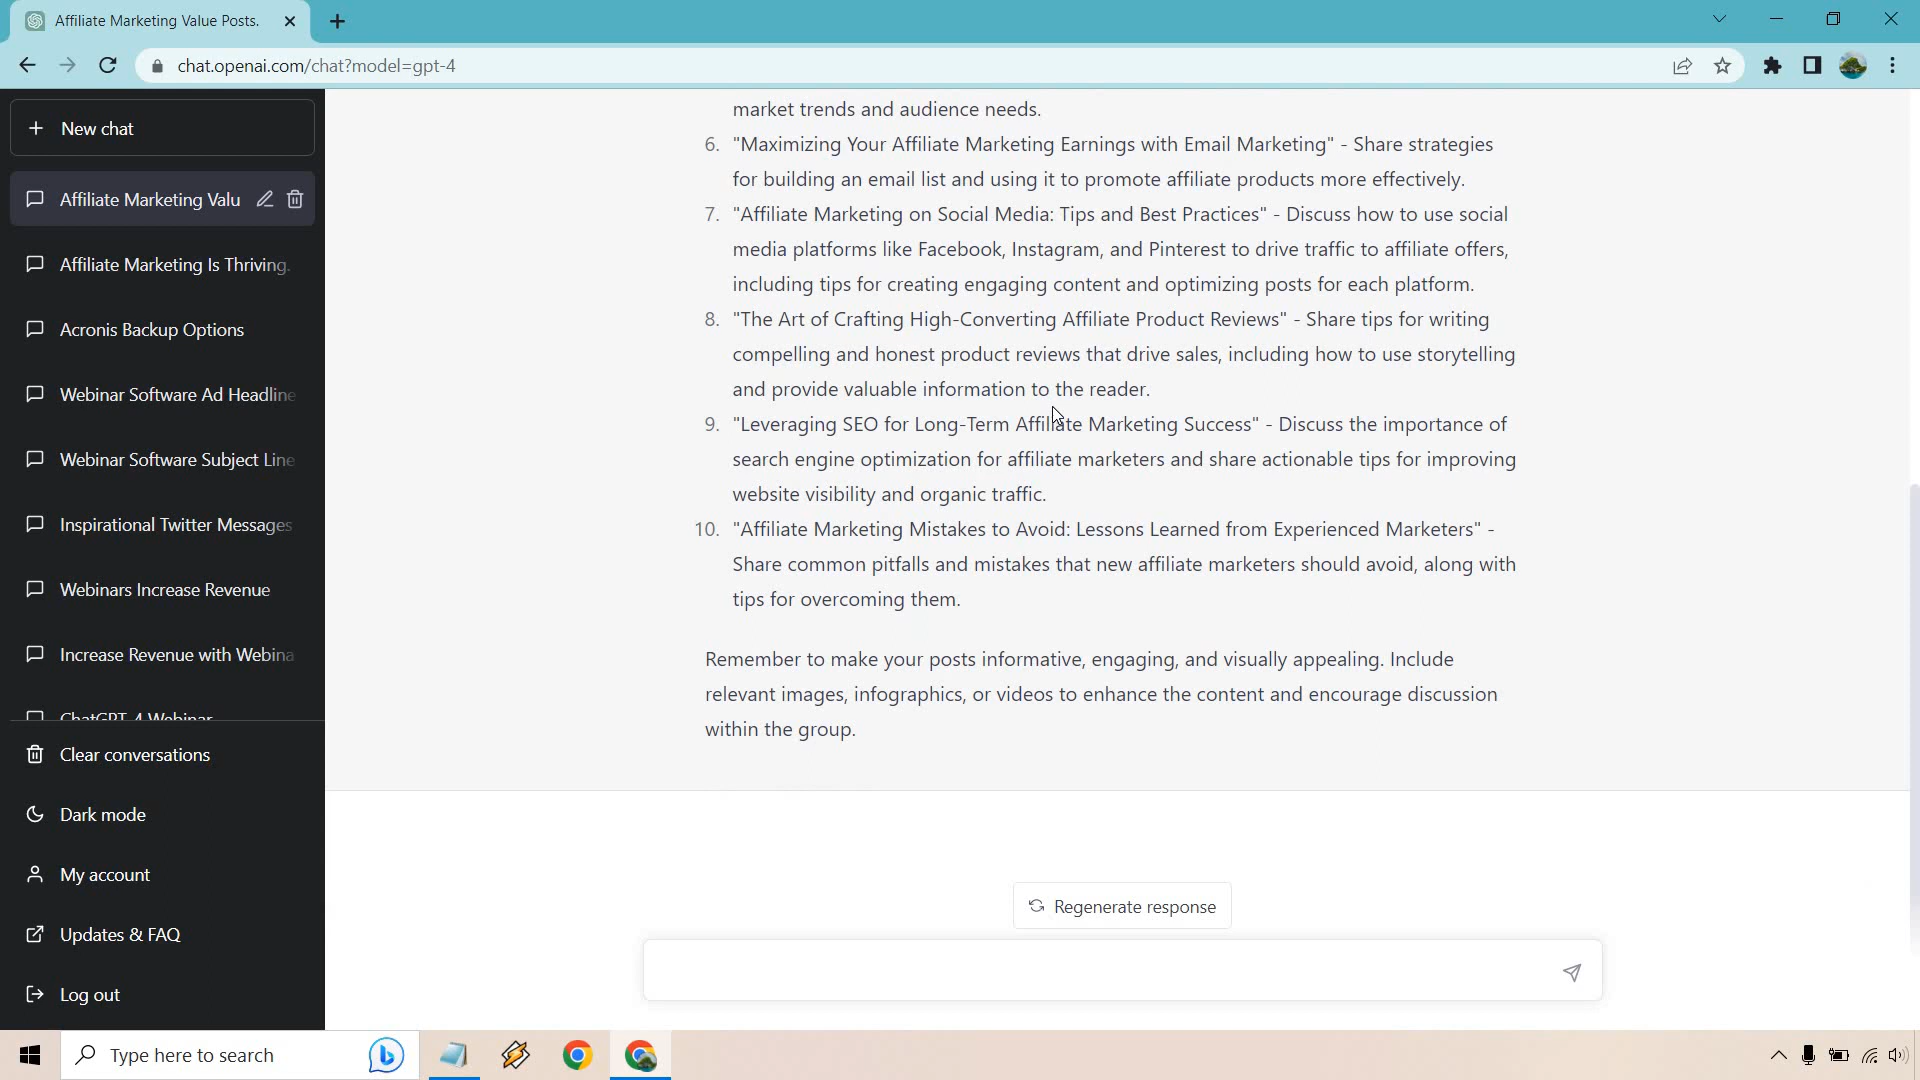 Affiliate Marketing Value Posts.
chat.openai.com/chat?model=gpt-4
New chat
Affiliate Marketing Valu
Affiliate Marketing Is Thriving.
Acronis Backup Options
Webinar Software Ad Headline
Webinar Software Subject Line
Inspirational Twitter Messages
Webinars Increase Revenue
Increase Revenue with Webina
ChatGPT-4 Webinar
Clear conversations
Dark mode
My account
Updates & FAQ
Log out
market trends and audience needs.
6. "Maximizing Your Affiliate Marketing Earnings with Email Marketing" - Share strategies
for building an email list and using it to promote affiliate products more effectively.
7. "Affiliate Marketing on Social Media: Tips and Best Practices" - Discuss how to use social
media platforms like Facebook, Instagram, and Pinterest to drive traffic to affiliate offers,
including tips for creating engaging content and optimizing posts for each platform.
8. "The Art of Crafting High-Converting Affiliate Product Reviews" - Share tips for writing
compelling and honest product reviews that drive sales, including how to use storytelling
and provide valuable information to the reader.
9. "Leveraging SEO for Long-Term Affiliate Marketing Success" - Discuss the importance of
search engine optimization for affiliate marketers and share actionable tips for improving
website visibility and organic traffic.
10. "Affiliate Marketing Mistakes to Avoid: Lessons Learned from Experienced Marketers" -
Share common pitfalls and mistakes that new affiliate marketers should avoid, along with
tips for overcoming them.
Remember to make your posts informative, engaging, and visually appealing. Include
relevant images, infographics, or videos to enhance the content and encourage discussion
within the group.
Regenerate response
Type here to search